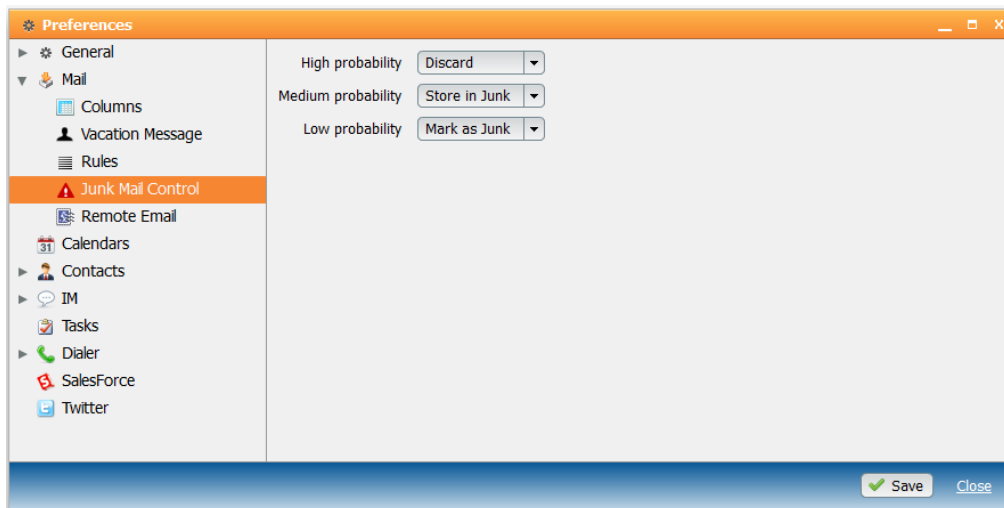 Preferences
General
Mail
Columns
Vacation Message
Rules
Junk Mail Control
Remote Email
31 Calendars
Contacts
IM
Tasks
Dialer
SalesForce
Twitter
High probability Discard
Medium probability Store in Junk
Low probability Mark as Junk
Save Close